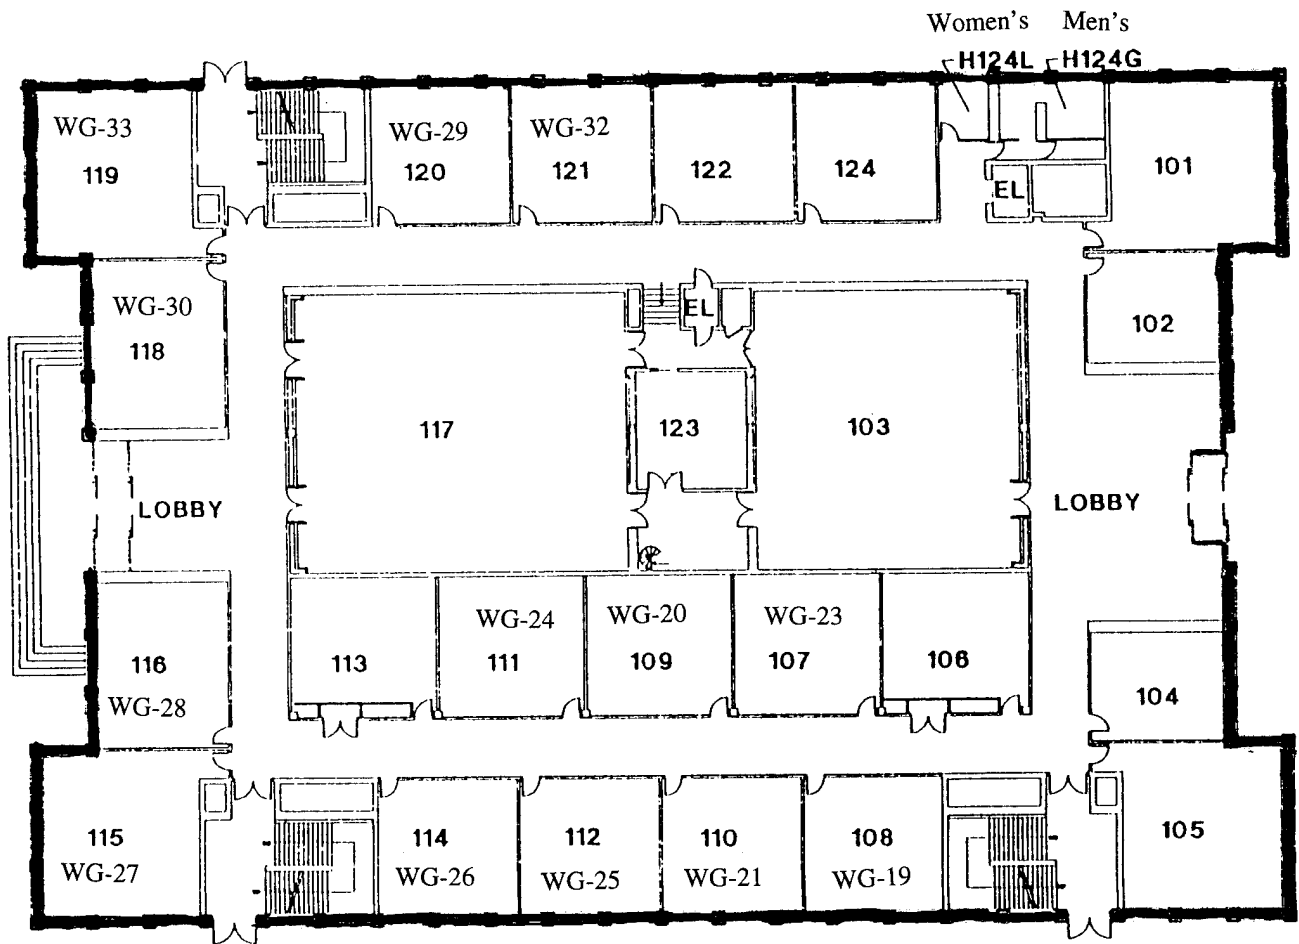 Women's Men's
H124L H124G
WG-33 WG-29 WG-32
119 120 121 122 124 101
EL
WG-30 EL
118 102
117 123 103
LOBBY LOBBY
WG-24 WG-20 WG-23
116 113 111 109 107 106
WG-28 104
115 114 112 110 108 105
WG-27 WG-26 WG-25 WG-21 WG-19